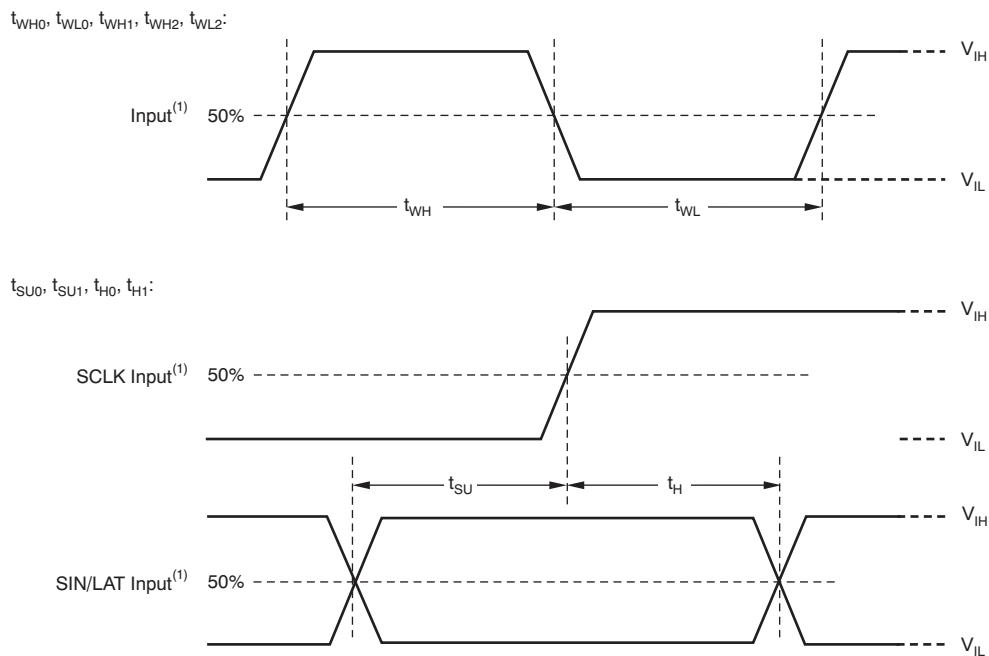 tWH0, tWL0, tWH1, tWH2, tWL2:
VIH
Input(1) 50%
VIL
tWH tWL
tSU0, tSU1, tH0, tH1:
VIH
SCLK Input(1) 50%
VIL
tSU tH
VIH
SIN/LAT Input(1) 50%
VIL